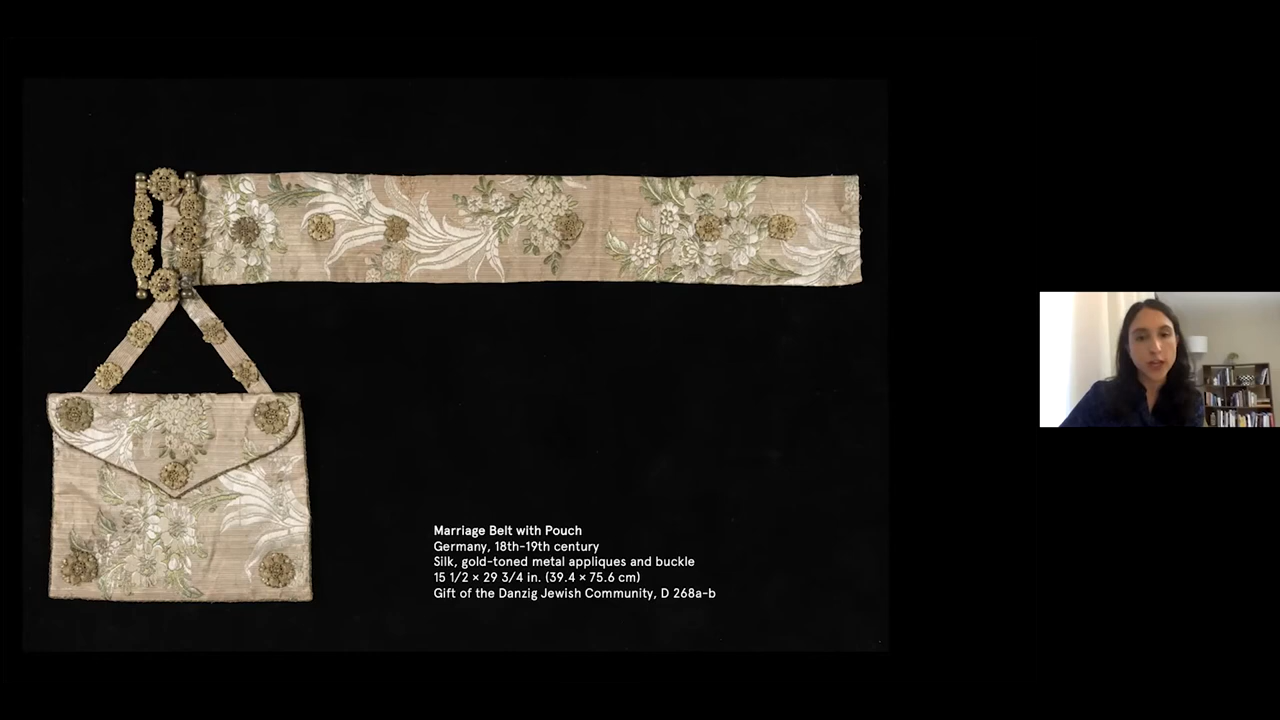 Marriage Belt with Pouch
Germany, 18th–19th century
Silk, gold-toned metal appliques and buckle
15 1/2 × 29 3/4 in. (39.4 × 75.6 cm)
Gift of the Danzig Jewish Community, D 268a-b